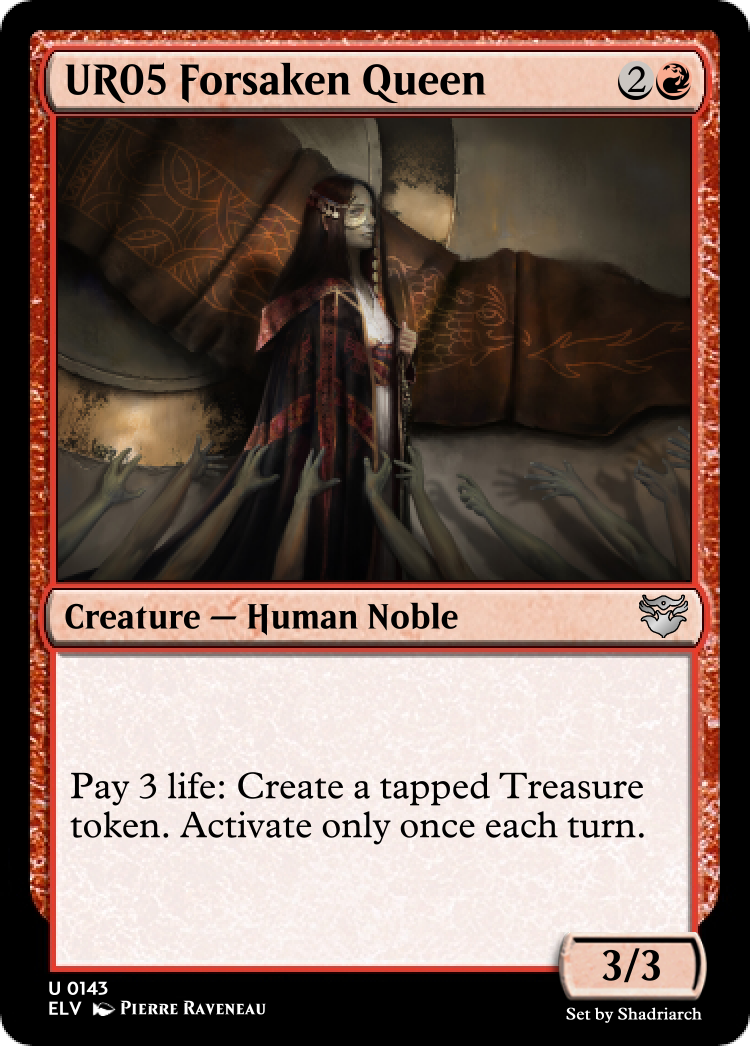 UR05 Forsaken Queen 2
Creature — Human Noble
Pay 3 life: Create a tapped Treasure
token. Activate only once each turn.
3/3
U 0143
ELV Pierre Raveneau
Set by Shadriarch